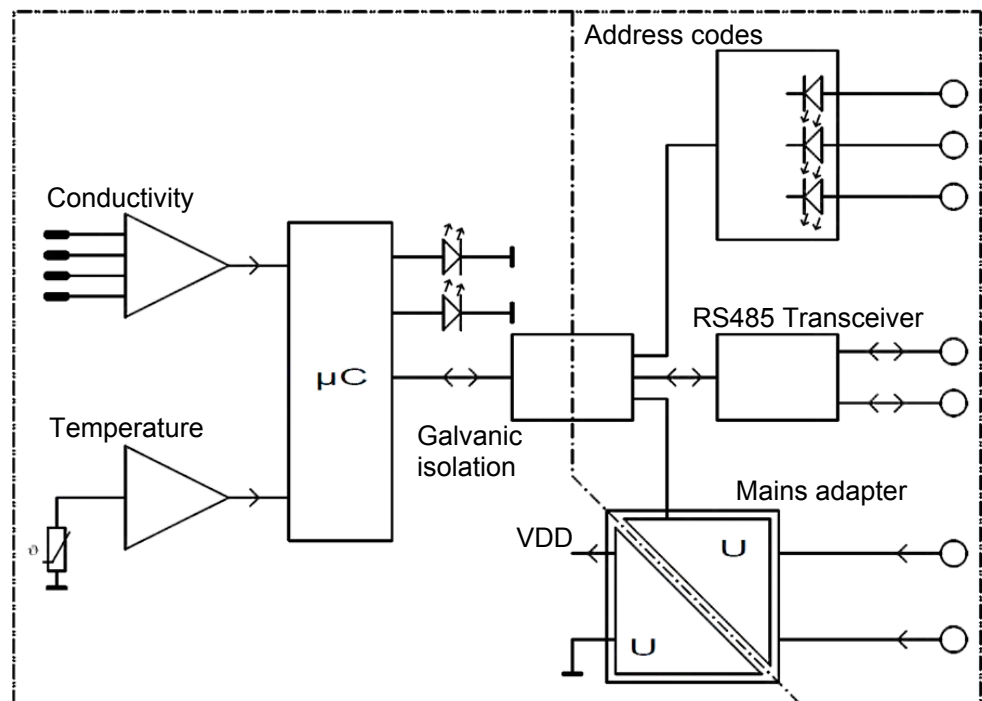 Address codes
Conductivity
RS485 Transceiver
µC
Temperature
Galvanic
isolation
Mains adapter
VDD
U
U
ϑ